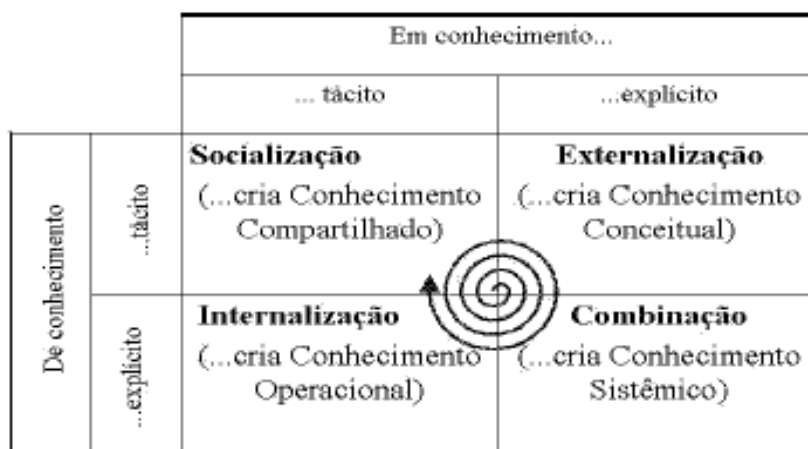 Em conhecimento...
... tácito
...explícito
De conhecimento
...tácito
Socialização
(...cria Conhecimento
Compartilhado)
Externalização
(...cria Conhecimento
Conceitual)
...explícito
Internalização
(...cria Conhecimento
Operacional)
Combinação
(...cria Conhecimento
Sistêmico)